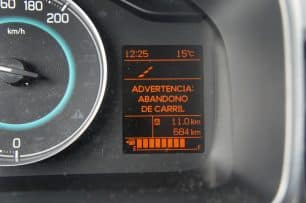 180
200
km/h
0
12:25 15°C
ADVERTENCIA:
ABANDONO
DE CARRIL
11.0 km
684 km